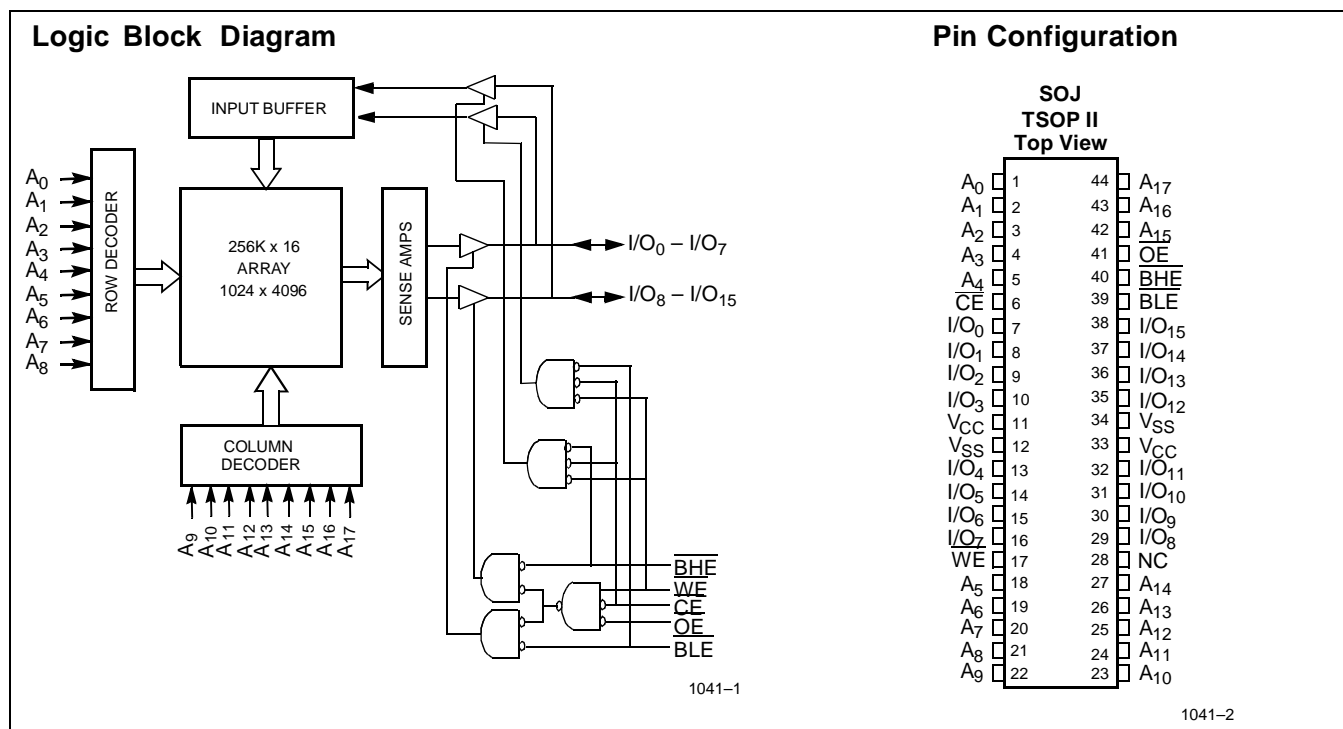 Logic Block Diagram
INPUT BUFFER
A0
A1
A2
A3
A4
A5
A6
A7
A8
ROW DECODER
256K x 16
ARRAY
1024 x 4096
SENSE AMPS
I/O0 – I/O7
I/O8 – I/O15
COLUMN
DECODER
A9
A10
A11
A12
A13
A14
A15
A16
A17
BHE
WE
CE
OE
BLE
1041–1
Pin Configuration
SOJ
TSOP II
Top View
A0 1 44 A17
A1 2 43 A16
A2 3 42 A15
A3 4 41 OE
A4 5 40 BHE
CE 6 39 BLE
I/O0 7 38 I/O15
I/O1 8 37 I/O14
I/O2 9 36 I/O13
I/O3 10 35 I/O12
VCC 11 34 VSS
VSS 12 33 VCC
I/O4 13 32 I/O11
I/O5 14 31 I/O10
I/O6 15 30 I/O9
I/O7 16 29 I/O8
WE 17 28 NC
A5 18 27 A14
A6 19 26 A13
A7 20 25 A12
A8 21 24 A11
A9 22 23 A10
1041–2